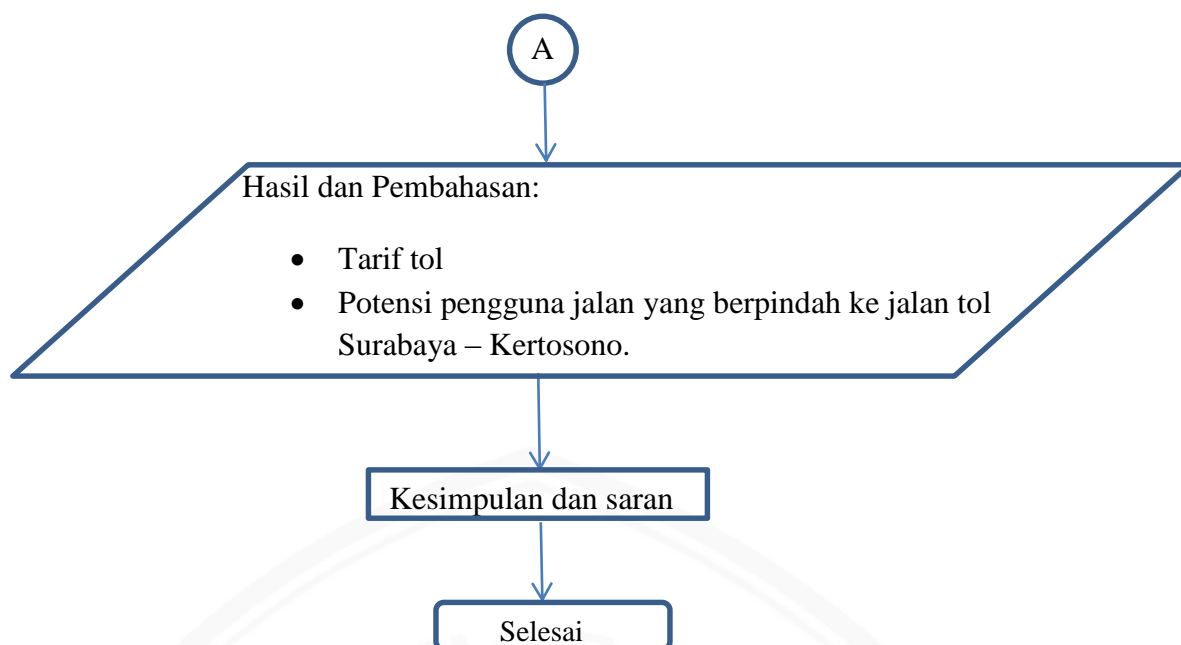 A
Hasil dan Pembahasan:
• Tarif tol
• Potensi pengguna jalan yang berpindah ke jalan tol
Surabaya – Kertosono.
Kesimpulan dan saran
Selesai